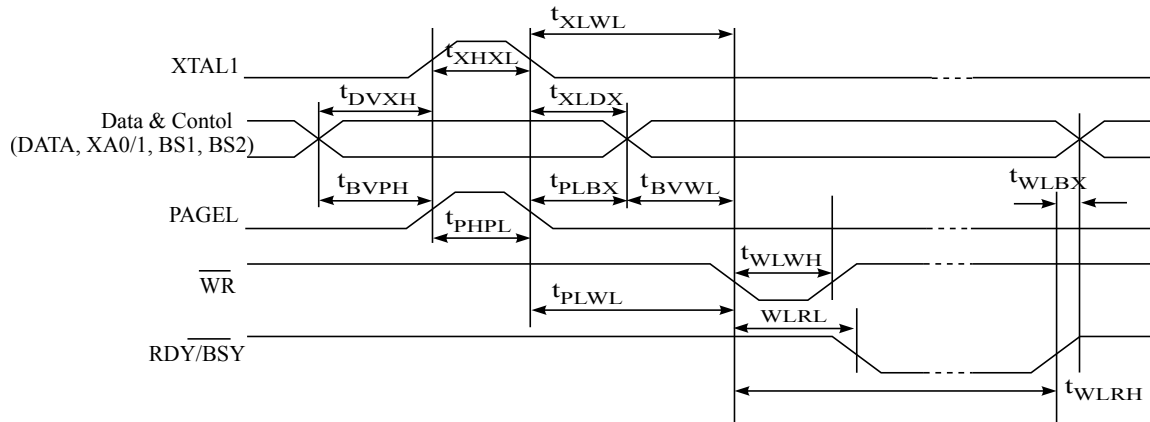 tXLWL
XTAL1
tXHXL
tDVXH
tXLDX
Data & Contol
(DATA, XA0/1, BS1, BS2)
tBVPH
tPLBX
tBVWL
tWLBX
PAGEL
tPHPL
WR
tWLWH
tPLWL
WLRL
RDY/BSY
tWLRH